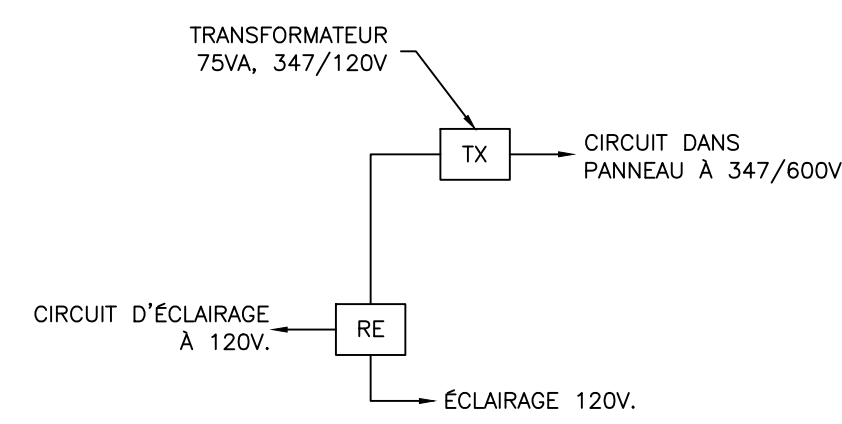 TRANSFORMATEUR
75VA, 347/120V
TX
CIRCUIT DANS
PANNEAU À 347/600V
CIRCUIT D'ÉCLAIRAGE
À 120V.
RE
ÉCLAIRAGE 120V.